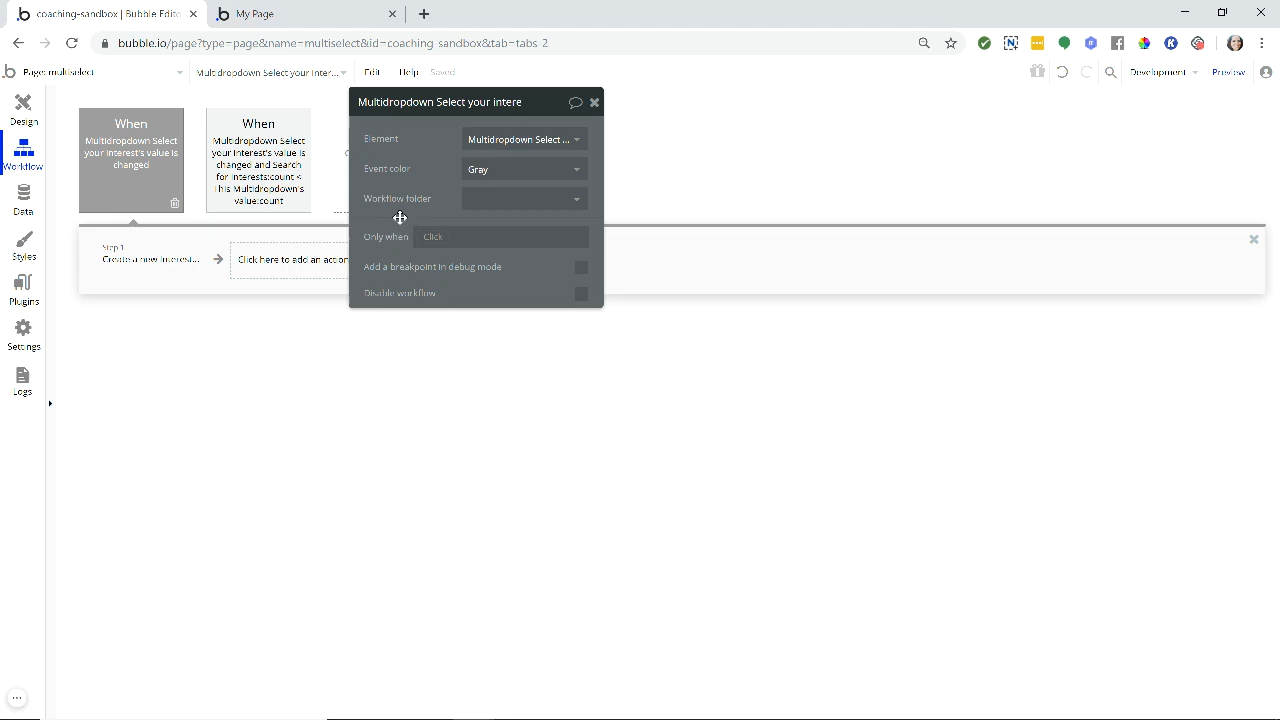 coaching-sandbox | Bubble Edito
My Page
bubble.io/page?type=page&name=multiselect&id=coaching-sandbox&tab=tabs-2
Page: multiselect
Multidropdown Select your inter...
Edit
Help
Saved
Development
Preview
Design
Workflow
Data
Styles
Plugins
Settings
Logs
When
Multidropdown Select
your interest's value is
changed
When
Multidropdown Select
your interests value is
changed and Search
for Interests:count <
This Multidropdown's
value:count
Step 1
Create a new Interest...
Click here to add an action
Multidropdown Select your intere
Element
Multidropdown Select ...
Event color
Gray
Workflow folder
Only when
Click
Add a breakpoint in debug mode
Disable workflow